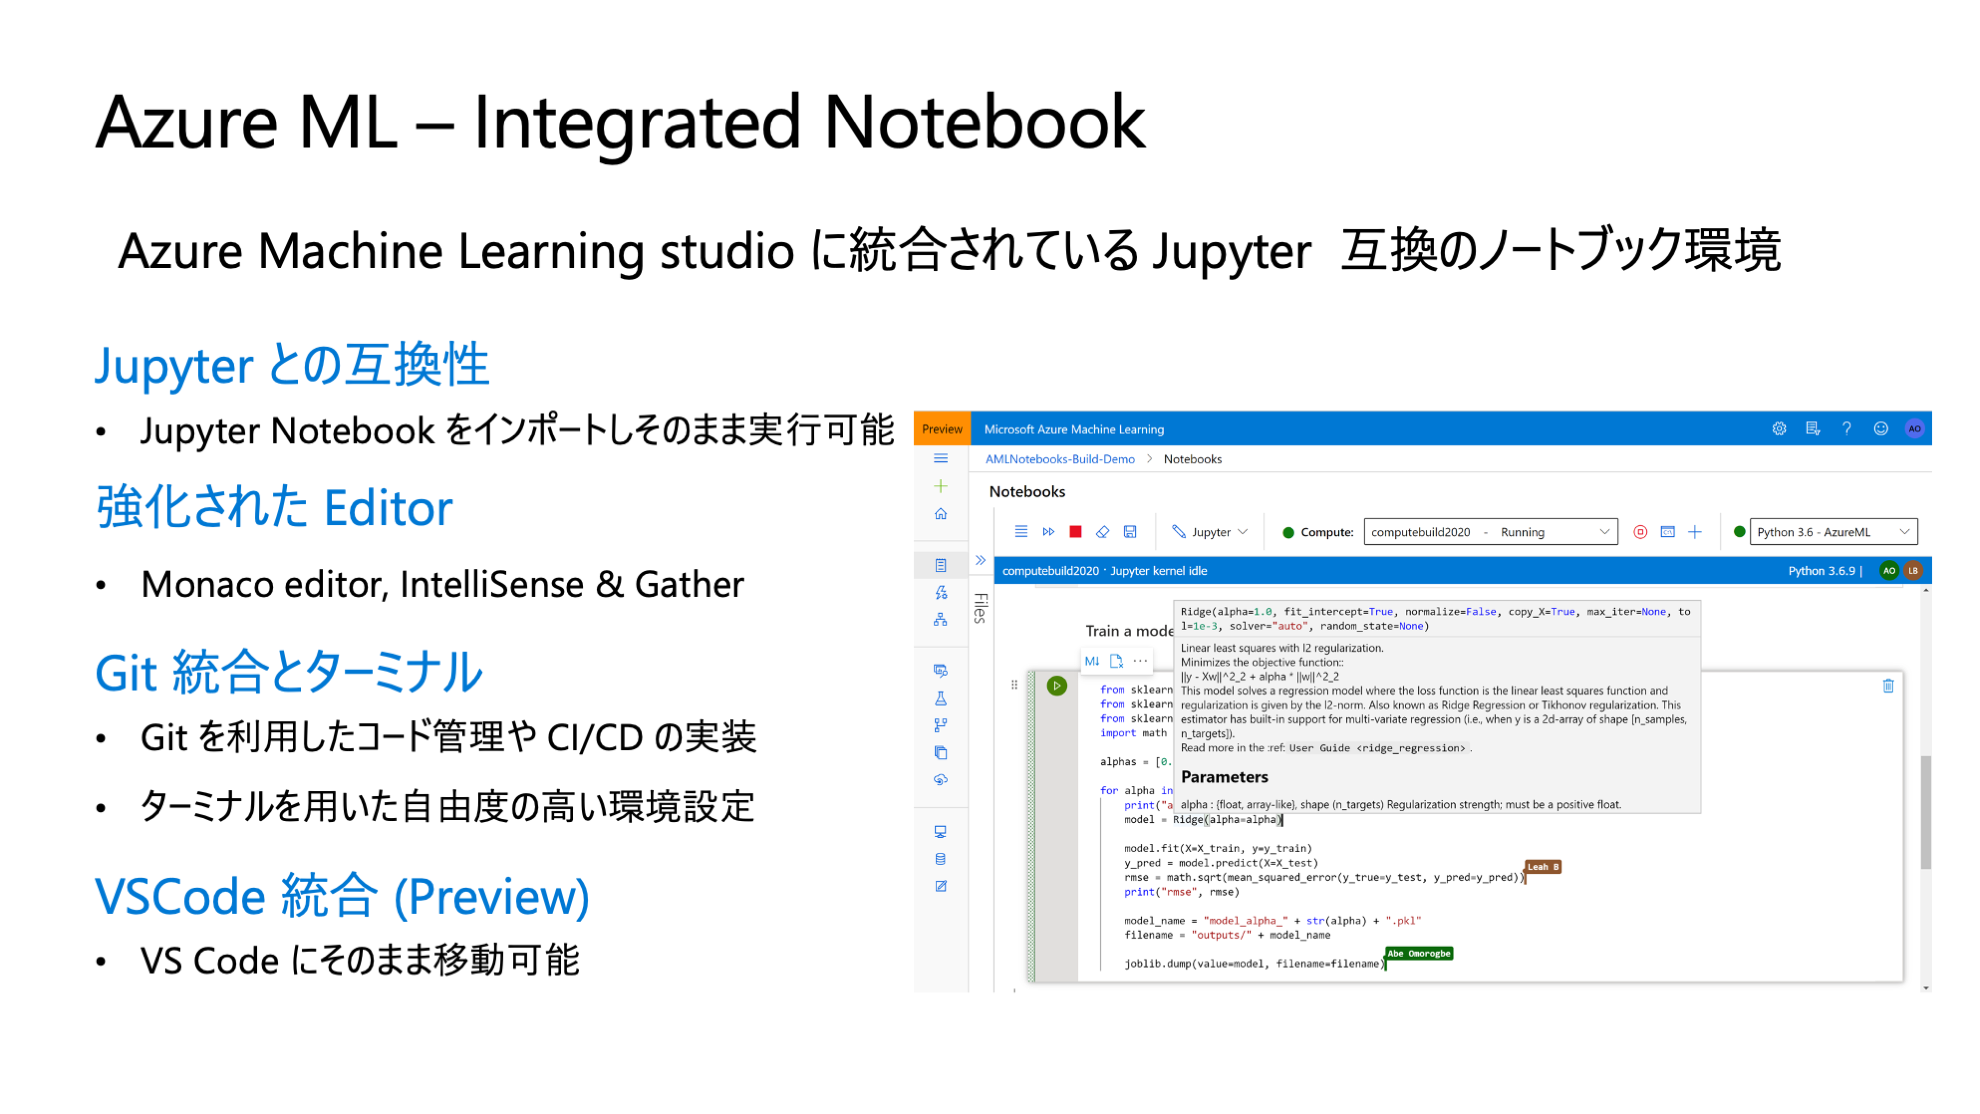 Azure ML – Integrated Notebook
Azure Machine Learning studio に統合されている Jupyter 互換のノートブック環境
Jupyter との互換性
• Jupyter Notebook をインポートしそのまま実行可能
強化された Editor
• Monaco editor, IntelliSense & Gather
Git 統合とターミナル
• Git を利用したコード管理や CI/CD の実装
• ターミナルを用いた自由度の高い環境設定
VSCode 統合 (Preview)
• VS Code にそのまま移動可能
Preview Microsoft Azure Machine Learning AO
AMLNotebooks-Build-Demo > Notebooks
Notebooks
Jupyter Compute: computebuild2020 - Running Python 3.6 - AzureML
computebuild2020 · Jupyter kernel idle Python 3.6.9 | AO LB
Files
Train a mode
M↓ ···
Ridge(alpha=1.0, fit_intercept=True, normalize=False, copy_X=True, max_iter=None, to
l=1e-3, solver="auto", random_state=None)
Linear least squares with l2 regularization.
Minimizes the objective function::
||y - Xw||^2_2 + alpha * ||w||^2_2
This model solves a regression model where the loss function is the linear least squares function and
regularization is given by the l2-norm. Also known as Ridge Regression or Tikhonov regularization. This
estimator has built-in support for multi-variate regression (i.e., when y is a 2d-array of shape [n_samples,
n_targets]).
Read more in the :ref: User Guide <ridge_regression> .
Parameters
alpha : {float, array-like}, shape (n_targets) Regularization strength; must be a positive float.
from sklearn
from sklearn
from sklearn
import math
alphas = [0.
for alpha in
print("a
model = Ridge(alpha=alpha)
model.fit(X=X_train, y=y_train)
y_pred = model.predict(X=X_test)
Leah B
rmse = math.sqrt(mean_squared_error(y_true=y_test, y_pred=y_pred))
print("rmse", rmse)
model_name = "model_alpha_" + str(alpha) + ".pkl"
filename = "outputs/" + model_name
Abe Omorogbe
joblib.dump(value=model, filename=filename)